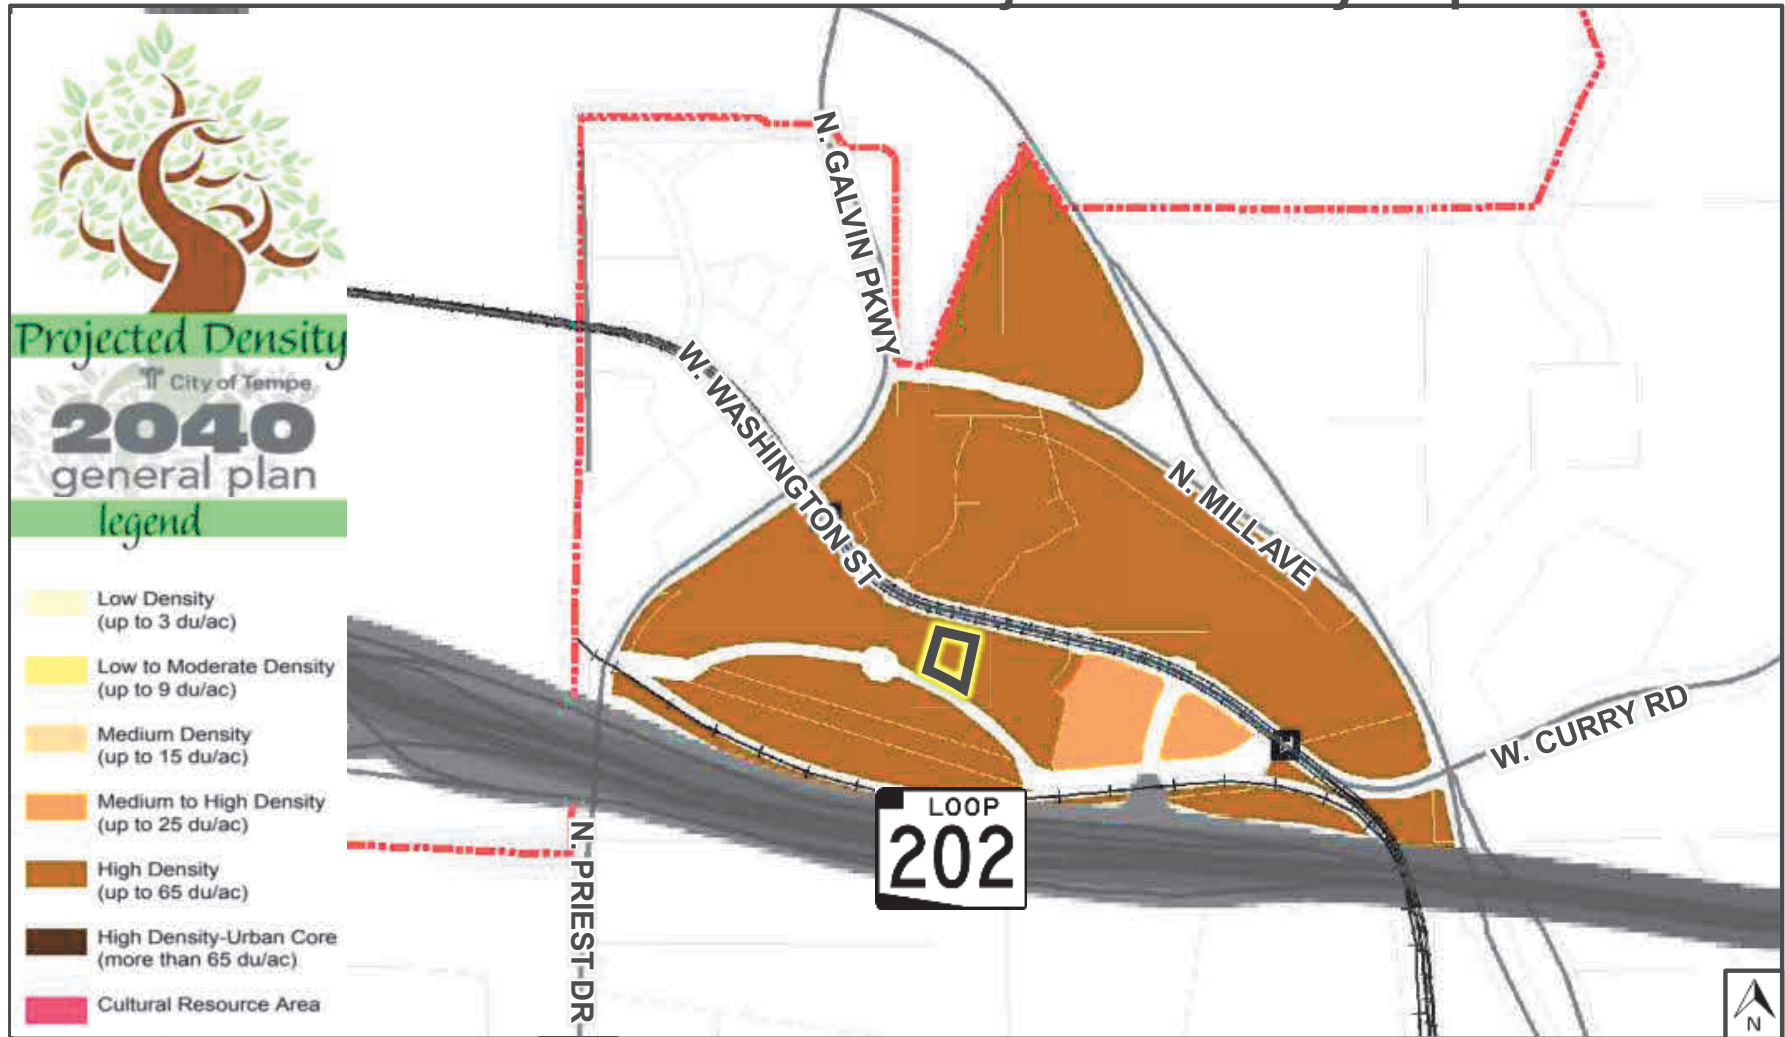 Projected Density
City of Tempe
2040
general plan
legend
Low Density
(up to 3 du/ac)
Low to Moderate Density
(up to 9 du/ac)
Medium Density
(up to 15 du/ac)
Medium to High Density
(up to 25 du/ac)
High Density
(up to 65 du/ac)
High Density-Urban Core
(more than 65 du/ac)
Cultural Resource Area
N. GALVIN PKWY
W. WASHINGTON ST
N. MILL AVE
W. CURRY RD
LOOP
202
N. PRIEST DR
N